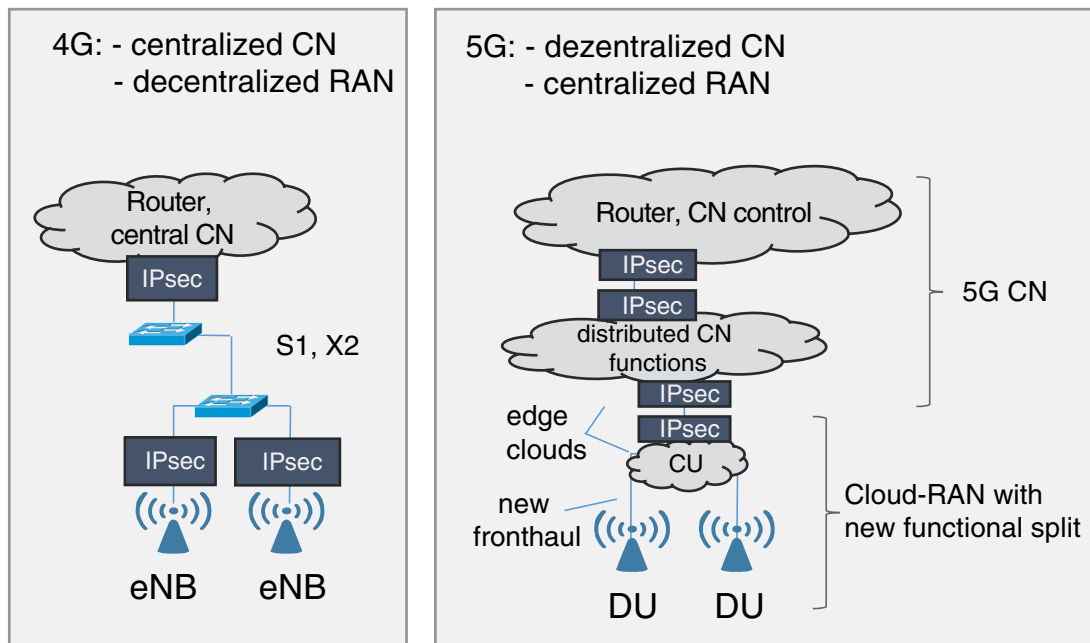 4G: - centralized CN
- decentralized RAN
Router,
central CN
IPsec
S1, X2
IPsec
IPsec
eNB
eNB
5G: - dezentralized CN
- centralized RAN
Router, CN control
IPsec
IPsec
distributed CN
functions
IPsec
IPsec
CU
edge
clouds
new
fronthaul
DU
DU
5G CN
Cloud-RAN with
new functional split